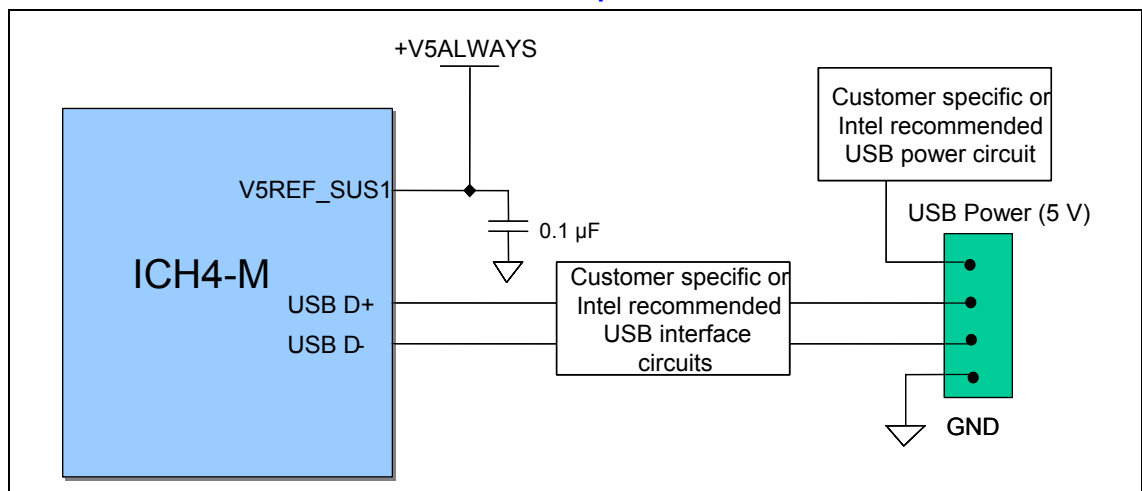 +V5ALWAYS
Customer specific or
Intel recommended
USB power circuit
V5REF_SUS1
0.1 µF
USB Power (5 V)
ICH4-M
USB D+
USB D-
Customer specific or
Intel recommended
USB interface
circuits
GND